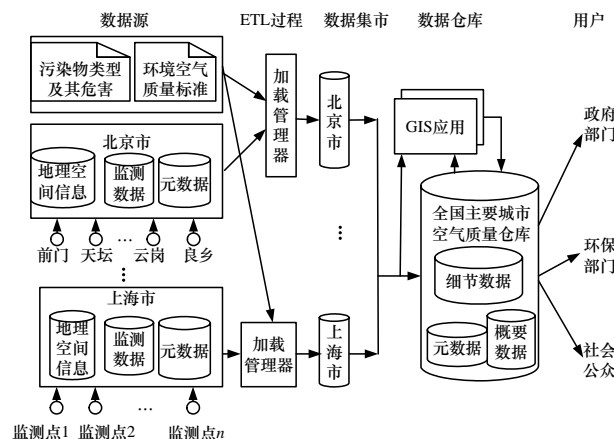 数据源
ETL过程
数据集市
数据仓库
用户
污染物类型
及其危害
环境空气
质量标准
加载管理器
北京市
GIS应用
政府
部门
北京市
地理空
间信息
监测
数据
元数据
前门
天坛
…
云岗
良乡
全国主要城市
空气质量仓库
细节数据
元数据
概要
数据
环保
部门
社会
公众
上海市
地理
空间
信息
监测
数据
元数据
加载
管理器
上海市
监测点1
监测点2
…
监测点n